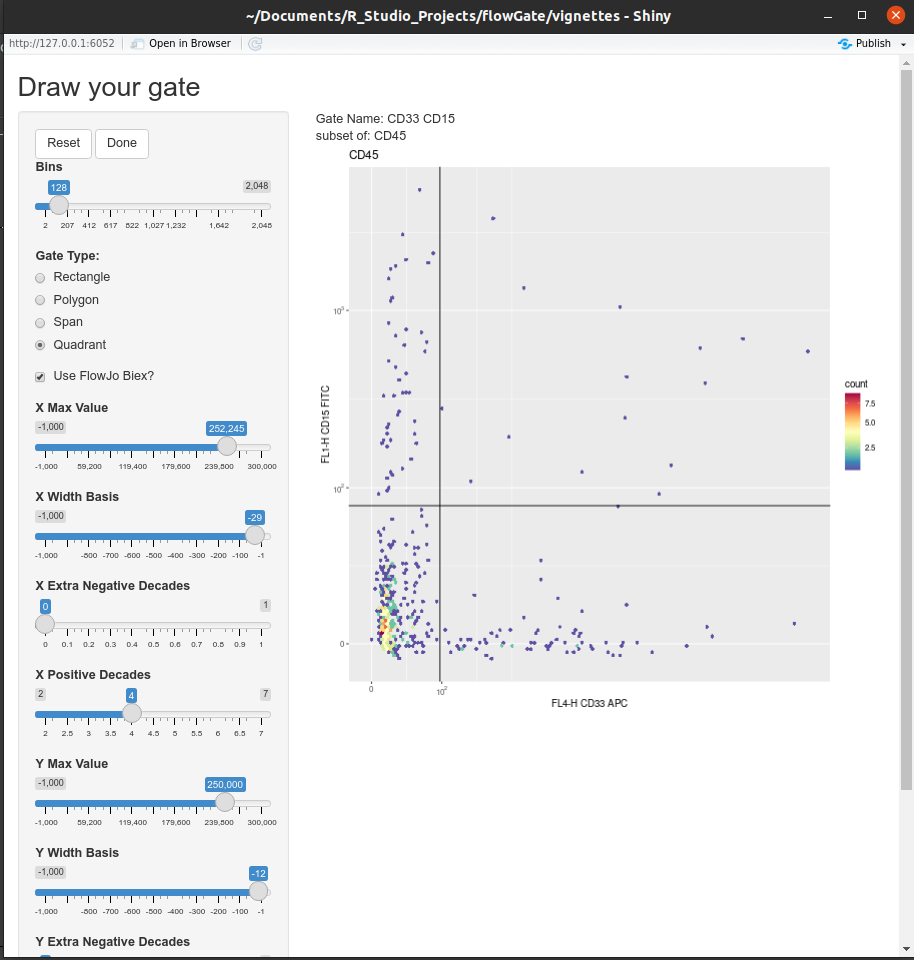 ~/Documents/R_Studio_Projects/flowGate/vignettes - Shiny
http://127.0.0.1:6052 Open in Browser Publish
Draw your gate
Reset Done
Bins
128 2,048
2 207 412 617 822 1,027 1,232 1,642 2,048
Gate Type:
Rectangle
Polygon
Span
Quadrant
Use FlowJo Biex?
X Max Value
-1,000 252,245
-1,000 59,200 119,400 179,600 239,800 300,000
X Width Basis
-1,000 -29
-1,000 -800 -700 -600 -500 -400 -300 -200 -100 -1
X Extra Negative Decades
0 1
0 0.1 0.2 0.3 0.4 0.5 0.6 0.7 0.8 0.9 1
X Positive Decades
2 4 7
2 2.5 3 3.5 4 4.5 5 5.5 6 6.5 7
Y Max Value
-1,000 250,000
-1,000 59,200 119,400 179,600 239,800 300,000
Y Width Basis
-1,000 -12
-1,000 -800 -700 -600 -500 -400 -300 -200 -100 -1
Y Extra Negative Decades
Gate Name: CD33 CD15
subset of: CD45
CD45
FL1-H CD15 FITC
10³
10²
0
0 10²
FL4-H CD33 APC
count
7.5
5.0
2.5